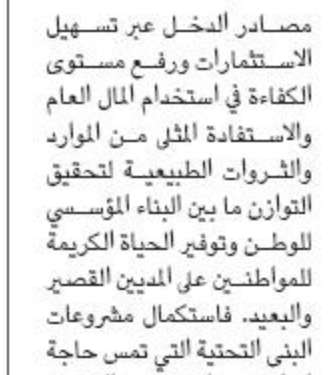 مصادر الدخل عبر تسهيل
الاستثمارات ورفع مستوى
الكفاءة في استخدام المال العام
والاستفادة المثلى من الموارد
والثروات الطبيعية لتحقيق
التوازن ما بين البناء المؤسسي
للوطن وتوفير الحياة الكريمة
للمواطنين على المديين القصير
والبعيد. فاستكمال مشروعات
البنى التحتية التي تمس حاجة